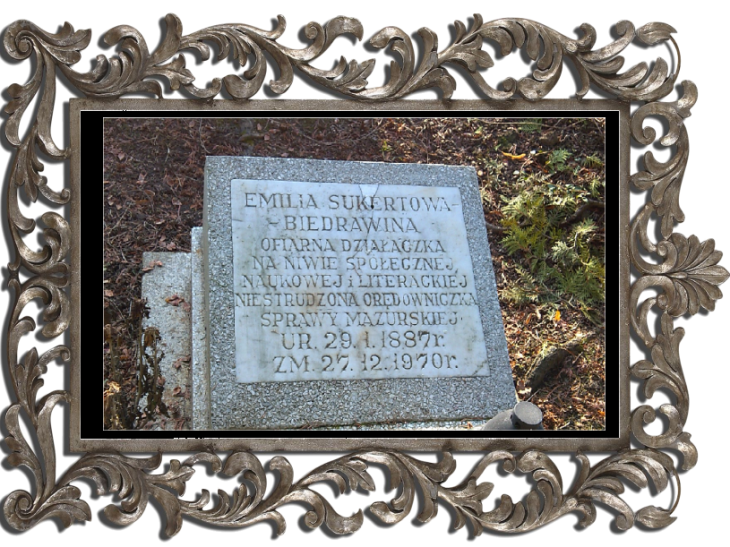 EMILIA SUKERTOWA-
- BIEDRAWINA
OFIARNA DZIAŁACZKA
NA NIWIE SPOŁECZNEJ,
NAUKOWEJ I LITERACKIEJ
NIESTRUDZONA ORĘDOWNICZKA
SPRAWY MAZURSKIEJ.
UR. 29.1.1887r.
ZM. 27.12.1970r.